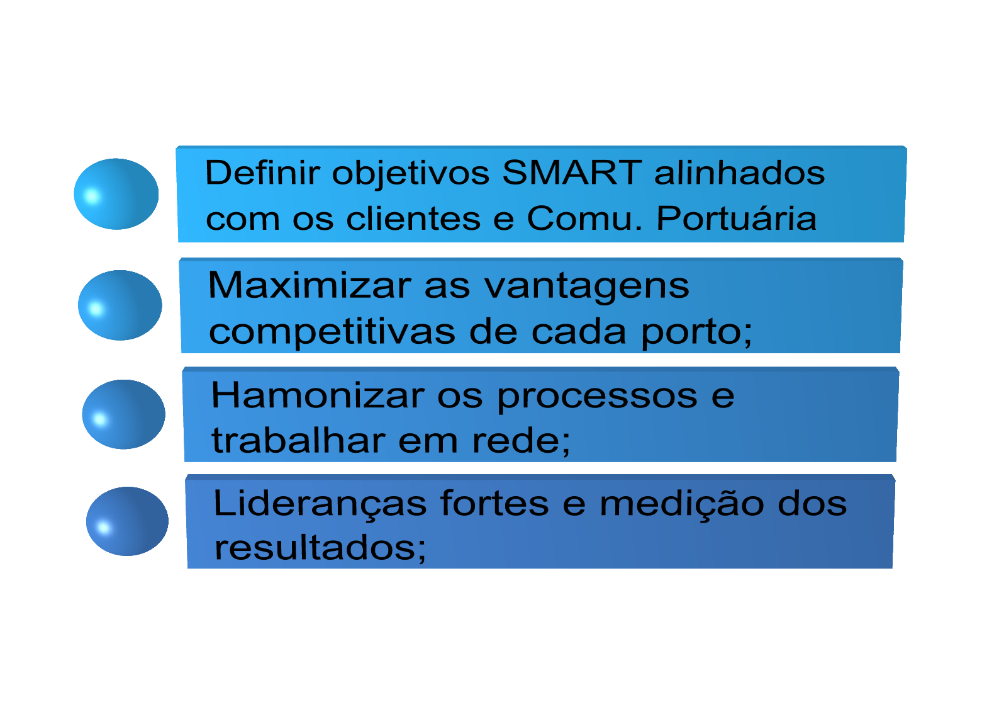 Definir objetivos SMART alinhados
com os clientes e Comu. Portuária
Maximizar as vantagens
competitivas de cada porto;
Hamonizar os processos e
trabalhar em rede;
Lideranças fortes e medição dos
resultados;